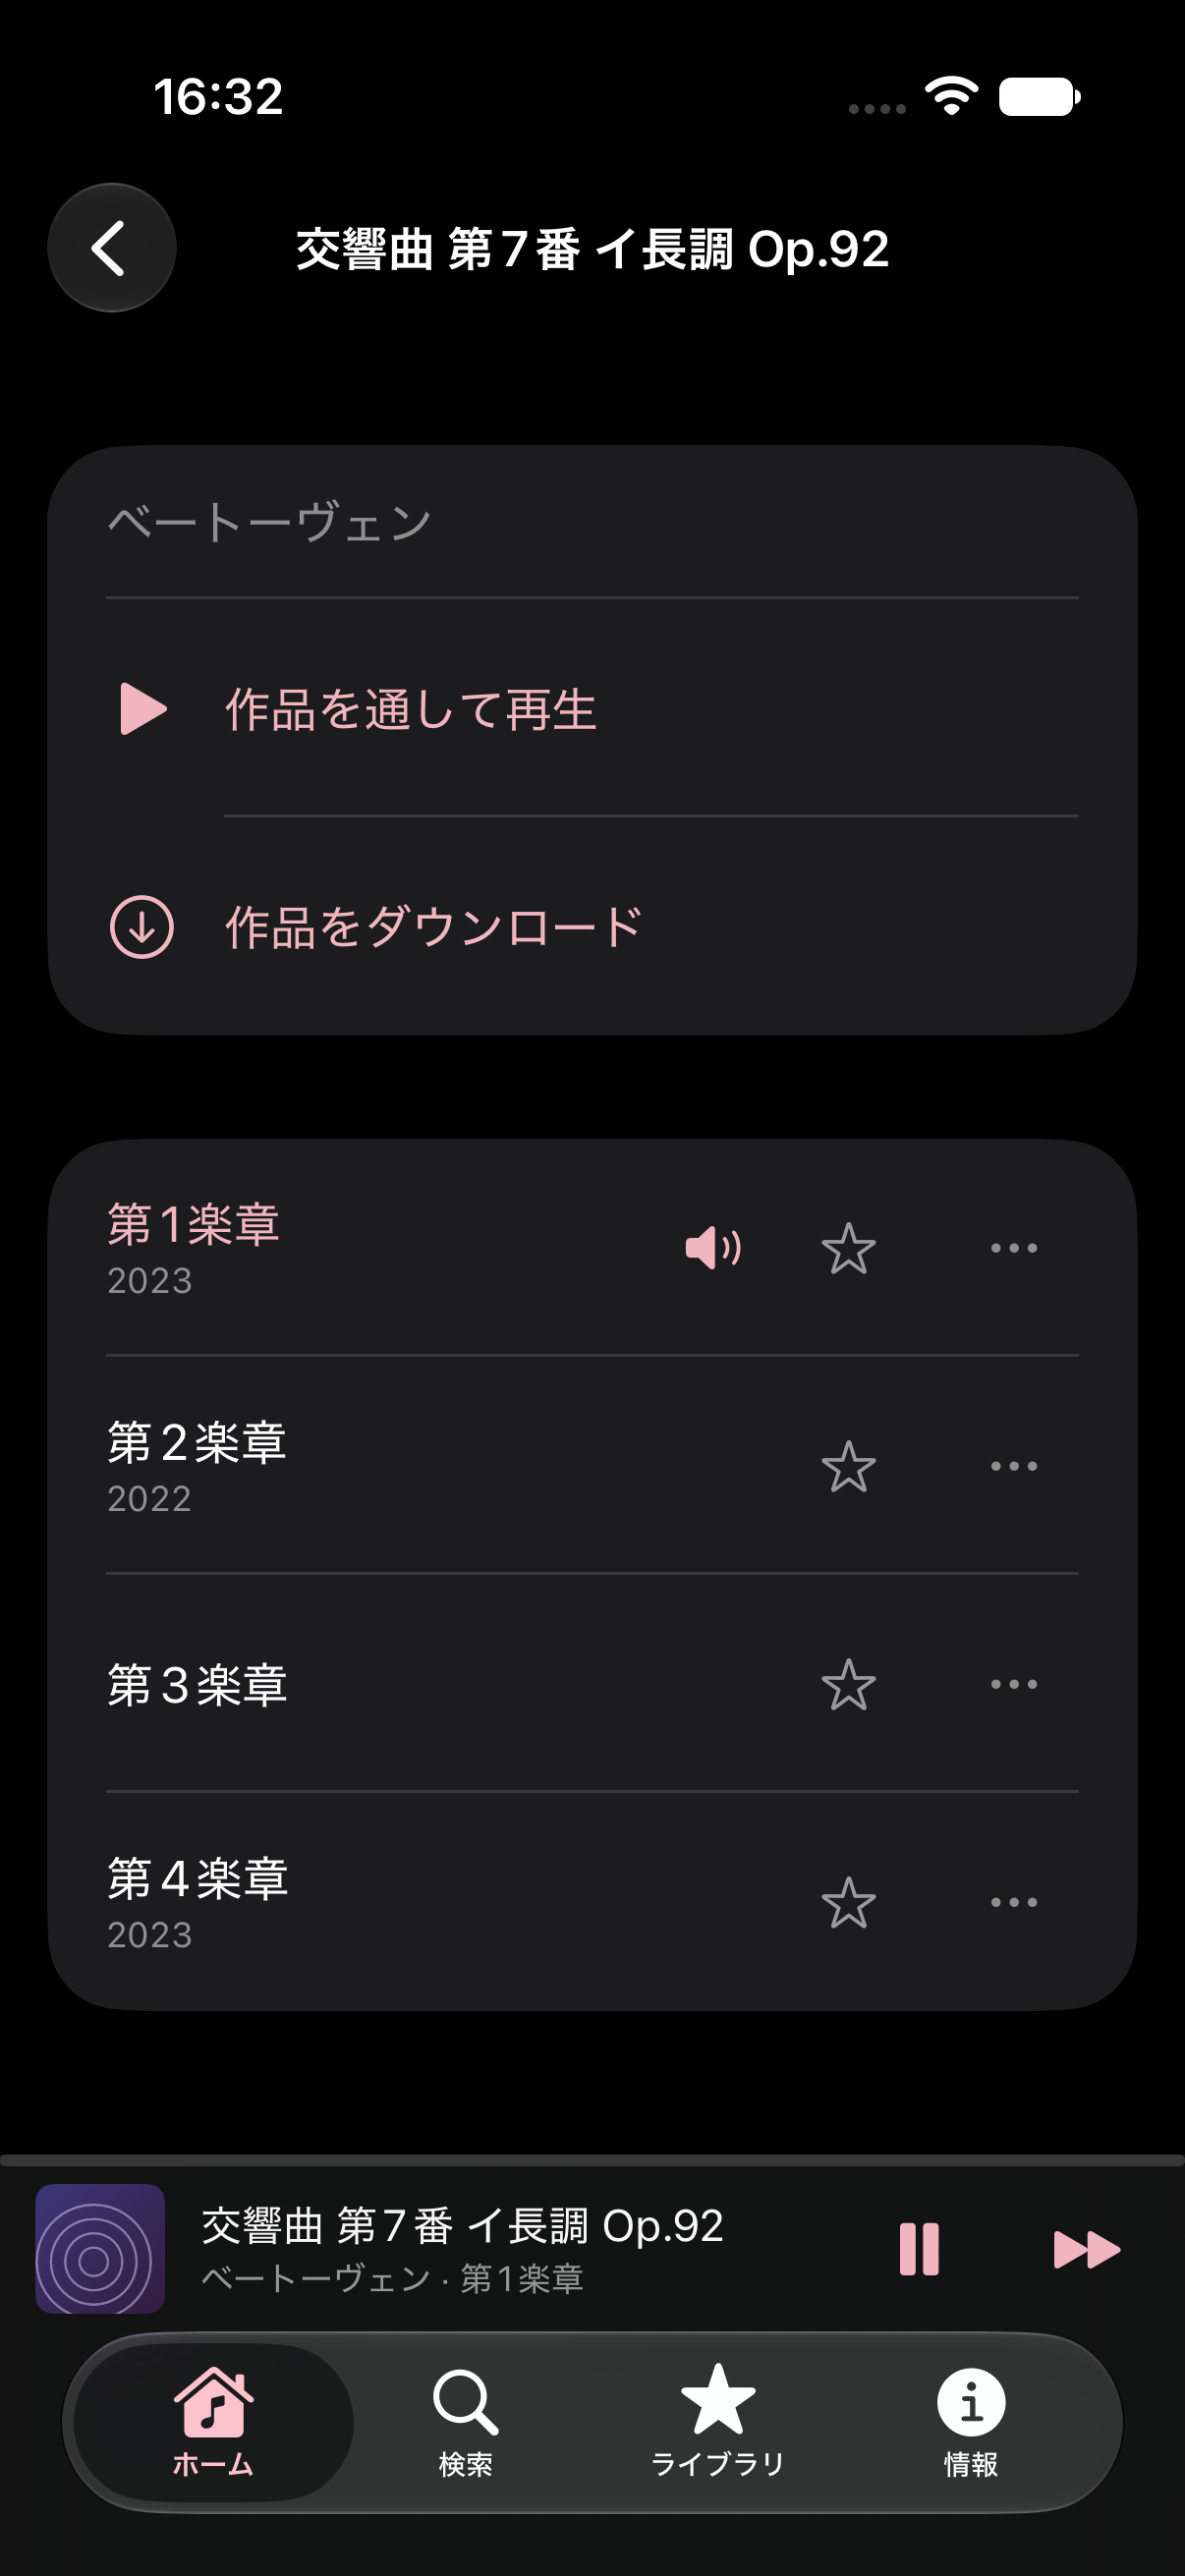 16:32
交響曲 第7番 イ長調 Op.92
ベートーヴェン
作品を通して再生
作品をダウンロード
第1楽章
2023
第2楽章
2022
第3楽章
第4楽章
2023
交響曲 第7番 イ長調 Op.92
ベートーヴェン · 第1楽章
ホーム
検索
ライブラリ
情報